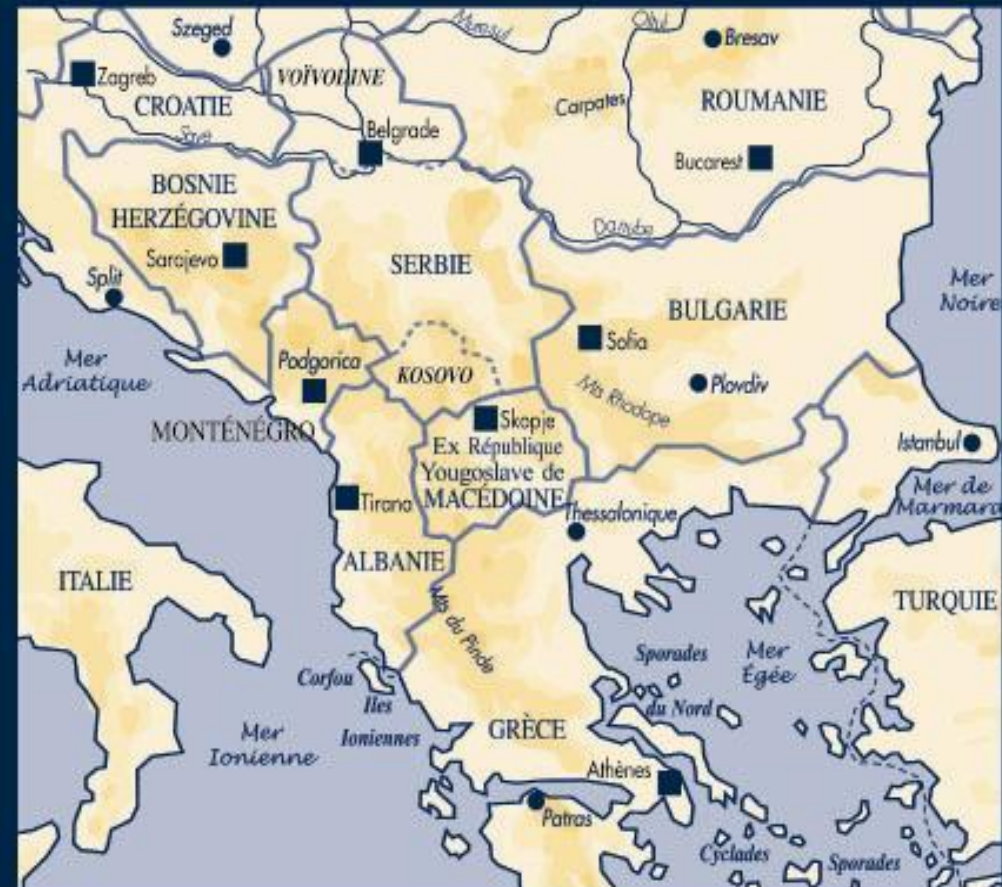 Szeged
Muresul
Oltul
Bresav
Zagreb
VOÏVODINE
CROATIE
Carpates
ROUMANIE
Save
Belgrade
Bucarest
BOSNIE
HERZÉGOVINE
Danube
Sarajevo
SERBIE
Split
Mer
Noire
BULGARIE
Sofia
Mer
Adriatique
Podgorica
KOSOVO
Mts Rhodope
Plovdiv
MONTÉNÉGRO
Skopje
Ex République
Yougoslave de
MACÉDOINE
Istanbul
Mer de
Marmara
Tirana
Thessalonique
ITALIE
ALBANIE
TURQUIE
Mts du Pinde
Sporades
du Nord
Mer
Égée
Corfou
Iles
Ioniennes
Mer
Ionienne
GRÈCE
Athènes
Patras
Cyclades
Sporades